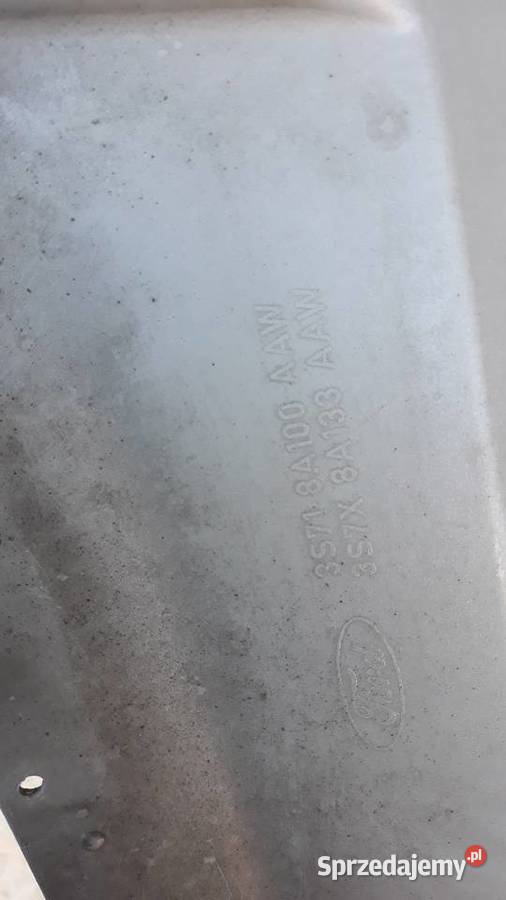 3S71 8A100 AAW
3S7X 8A133 AAW
Ford
Sprzedajemy.pl